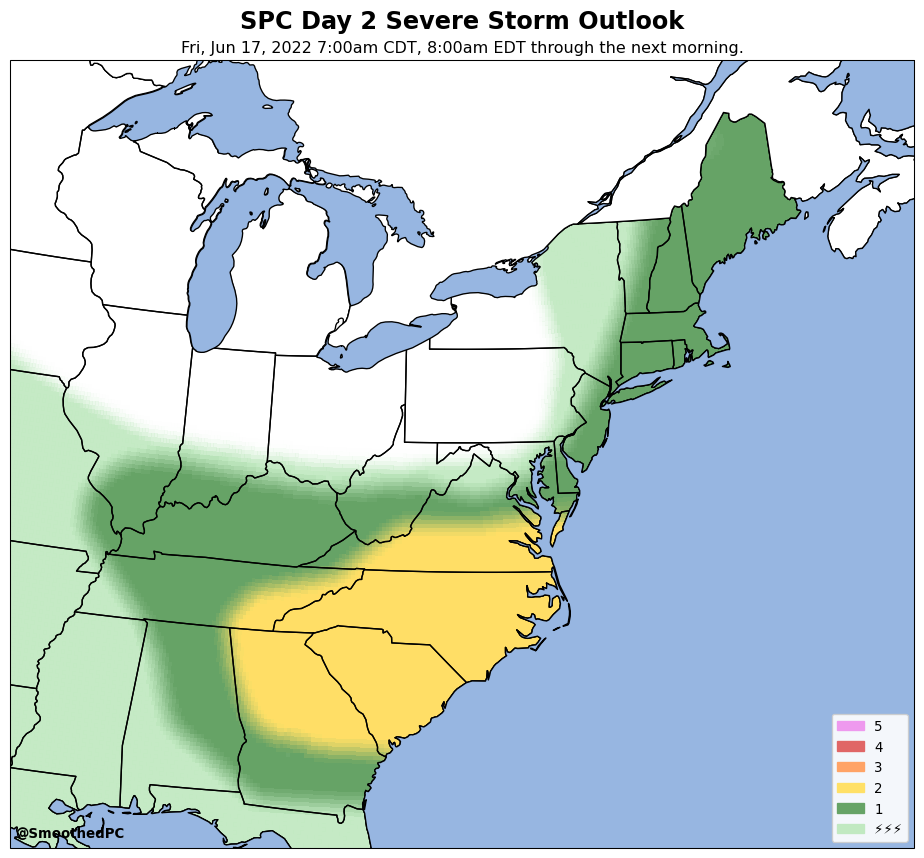 SPC Day 2 Severe Storm Outlook
Fri, Jun 17, 2022 7:00am CDT, 8:00am EDT through the next morning.
5
4
3
2
1
⚡⚡⚡
@SmoothedPC